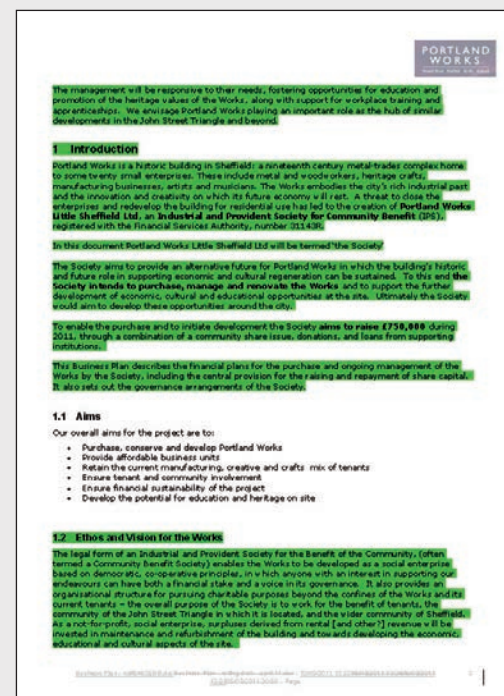 PORTLAND
WORKS
The management will be responsive to their needs, fostering opportunities for education and
promotion of the heritage values of the Works, along with support for workplace training and
apprenticeships. We envisage Portland Works playing an important role as the hub of similar
developments in the John Street Triangle and beyond.
1 Introduction
Portland Works is a historic building in Sheffield: a nineteenth century metal-trades complex home
to some twenty small enterprises. These include metal and woodworkers, heritage crafts,
manufacturing businesses, artists and musicians. The Works embodies the city's rich industrial past
and the innovation and creativity on which its future economy will rest. A threat to close the
enterprises and redevelop the building for residential use has led to the creation of Portland Works
Little Sheffield Ltd, an Industrial and Provident Society for Community Benefit (IPS),
registered with the Financial Services Authority, number 31143R.
In this document Portland Works Little Sheffield Ltd will be termed 'the Society'
The Society aims to provide an alternative future for Portland Works in which the building's historic
and future role in supporting economic and cultural regeneration can be sustained. To this end the
Society intends to purchase, manage and renovate the Works and to support the further
development of economic, cultural and educational opportunities at the site. Ultimately the Society
would aim to develop these opportunities around the city.
To enable the purchase and to initiate development the Society aims to raise £750,000 during
2011, through a combination of a community share issue, donations, and loans from supporting
institutions.
This Business Plan describes the financial plans for the purchase and ongoing management of the
Works by the Society, including the central provision for the raising and repayment of share capital.
It also sets out the governance arrangements of the Society.
1.1 Aims
Our overall aims for the project are to:
• Purchase, conserve and develop Portland Works
• Provide affordable business units
• Retain the current manufacturing, creative and crafts mix of tenants
• Ensure tenant and community involvement
• Ensure financial sustainability of the project
• Develop the potential for education and heritage on site
1.2 Ethos and Vision for the Works
The legal form of an Industrial and Provident Society for the Benefit of the Community, (often
termed a Community Benefit Society) enables the Works to be developed as a social enterprise
based on democratic, co-operative principles, in which anyone with an interest in supporting our
endeavours can have both a financial stake and a voice in its governance. It also provides an
organisational structure for pursuing charitable purposes beyond the confines of the Works and its
current tenants – the overall purpose of the Society is to work for the benefit of tenants, the
community of the John Street Triangle in which it is located, and the wider community of Sheffield.
As a not-for-profit, social enterprise, surpluses derived from rental [and other?] revenue will be
invested in maintenance and refurbishment of the building and towards developing the economic,
educational and cultural aspects of the site.